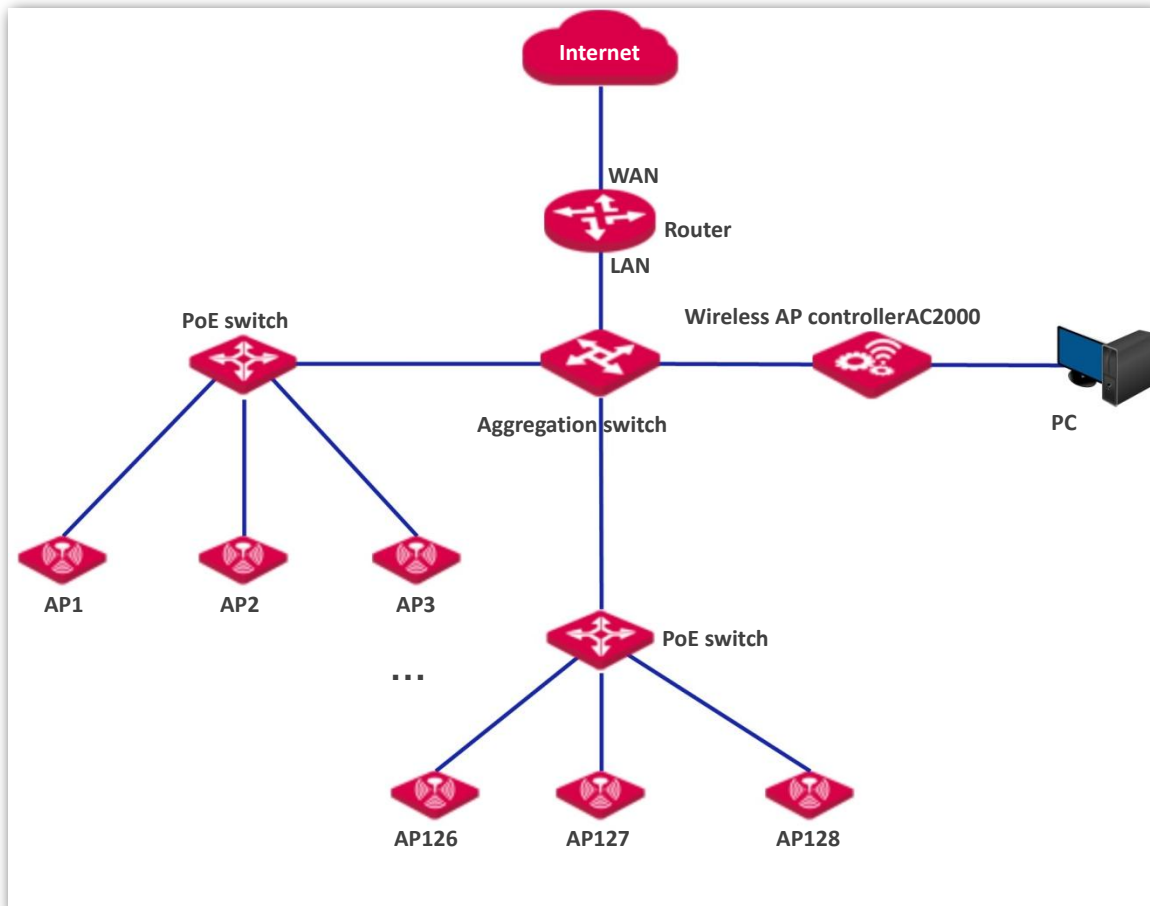 Internet
WAN
Router
LAN
PoE switch
Wireless AP controllerAC2000
Aggregation switch
PC
AP1
AP2
AP3
PoE switch
...
AP126
AP127
AP128